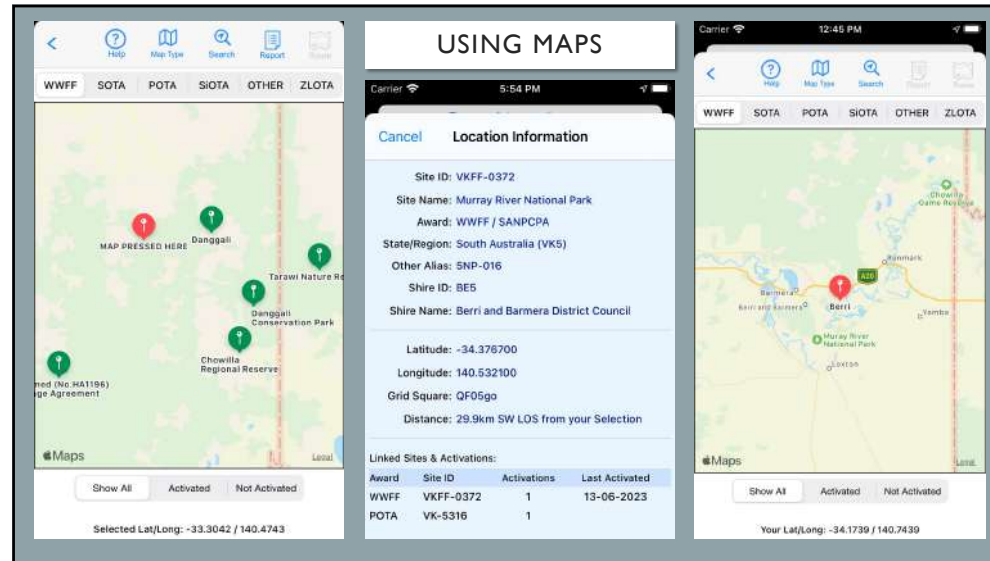 USING MAPS
Help
Map Type
Search
Report
WWFF SOTA POTA SiOTA OTHER ZLOTA
MAP PRESSED HERE
Danggali
Tarawi Nature Re
Danggali
Conservation Park
Chowilla
Regional Reserve
ned (No.HA1196)
ge Agreement
Maps
Legal
Show All Activated Not Activated
Selected Lat/Long: -33.3042 / 140.4743
Carrier 5:54 PM
Cancel Location Information
Site ID: VKFF-0372
Site Name: Murray River National Park
Award: WWFF / SANPCPA
State/Region: South Australia (VK5)
Other Alias: 5NP-016
Shire ID: BE5
Shire Name: Berri and Barmera District Council
Latitude: -34.376700
Longitude: 140.532100
Grid Square: QF05go
Distance: 29.9km SW LOS from your Selection
Linked Sites & Activations:
Award Site ID Activations Last Activated
WWFF VKFF-0372 1 13-06-2023
POTA VK-5316 1
Carrier 12:45 PM
Help
Map Type
Search
Report
WWFF SOTA POTA SiOTA OTHER ZLOTA
Chowilla
Game Reserve
Renmark
A20
Barmera
Berri and Barmera
Berri
Yamba
Murray River
National Park
Loxton
Maps
Legal
Show All Activated Not Activated
Your Lat/Long: -34.1739 / 140.7439